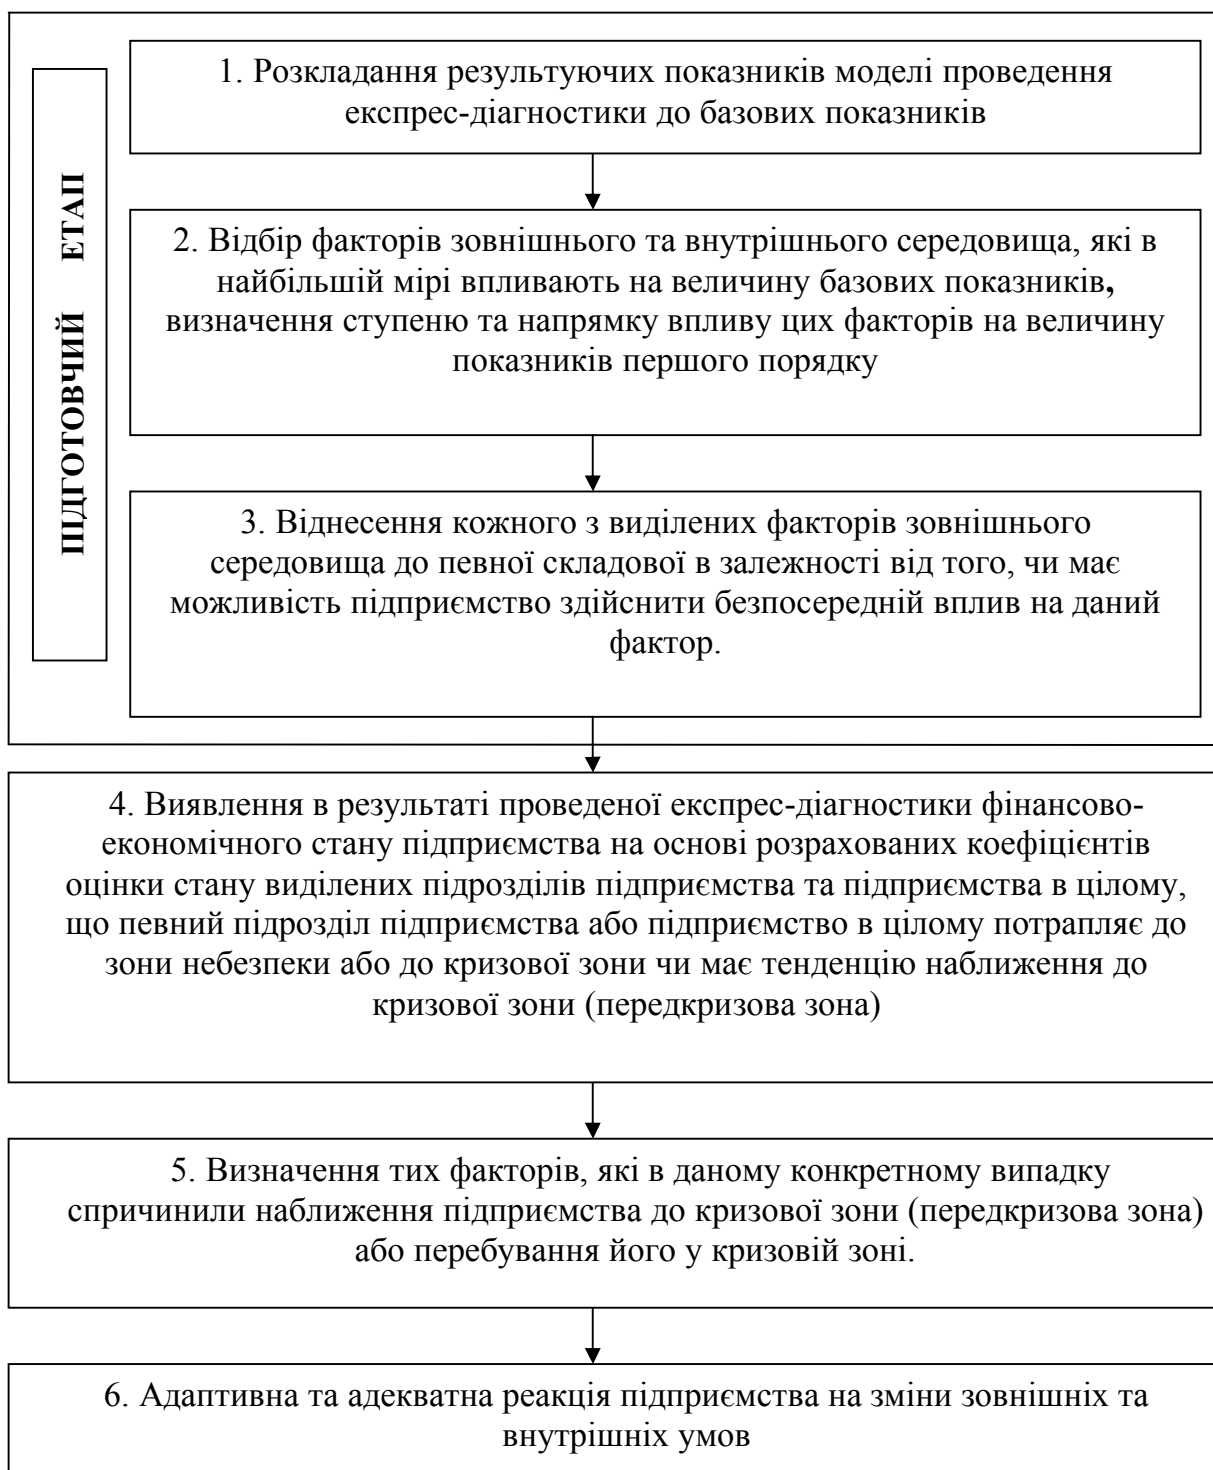 ПІДГОТОВЧИЙ ЕТАП
1. Розкладання результуючих показників моделі проведення
експрес-діагностики до базових показників
2. Відбір факторів зовнішнього та внутрішнього середовища, які в
найбільшій мірі впливають на величину базових показників,
визначення ступеню та напрямку впливу цих факторів на величину
показників першого порядку
3. Віднесення кожного з виділених факторів зовнішнього
середовища до певної складової в залежності від того, чи має
можливість підприємство здійснити безпосередній вплив на даний
фактор.
4. Виявлення в результаті проведеної експрес-діагностики фінансово-
економічного стану підприємства на основі розрахованих коефіцієнтів
оцінки стану виділених підрозділів підприємства та підприємства в цілому,
що певний підрозділ підприємства або підприємство в цілому потрапляє до
зони небезпеки або до кризової зони чи має тенденцію наближення до
кризової зони (передкризова зона)
5. Визначення тих факторів, які в даному конкретному випадку
спричинили наближення підприємства до кризової зони (передкризова зона)
або перебування його у кризовій зоні.
6. Адаптивна та адекватна реакція підприємства на зміни зовнішніх та
внутрішніх умов